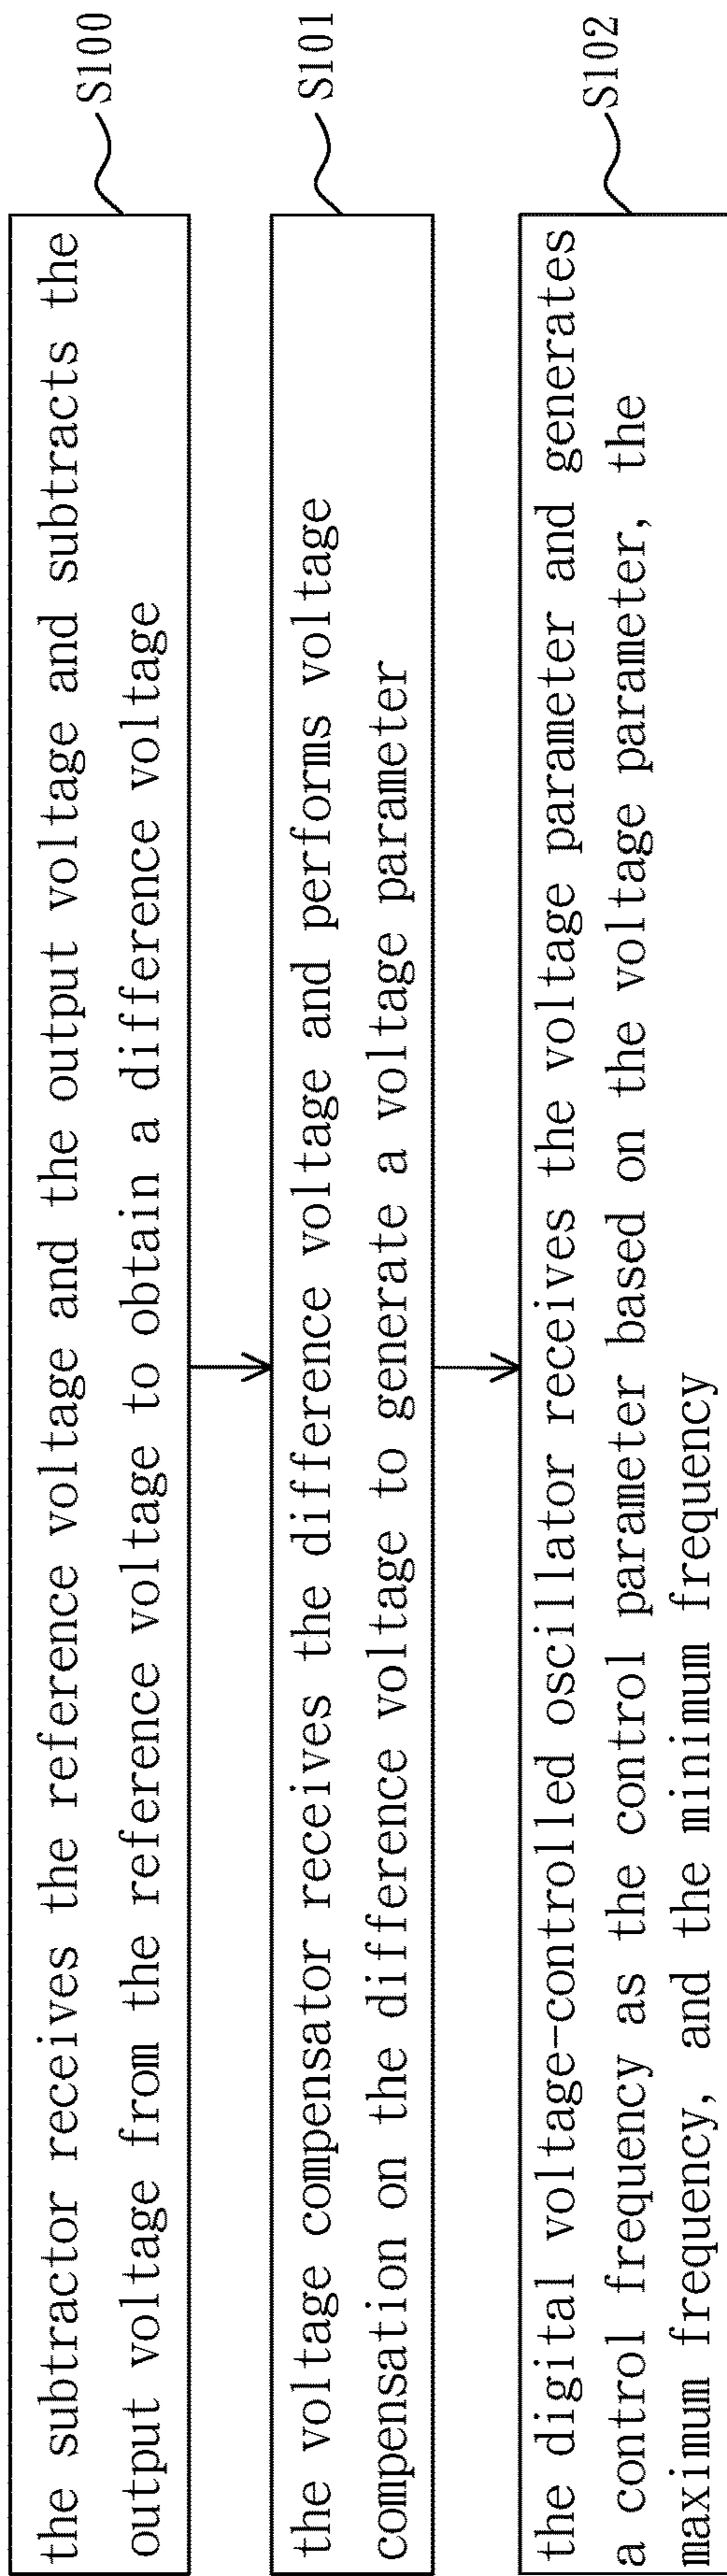 the subtractor receives the reference voltage and the output voltage and subtracts the
output voltage from the reference voltage to obtain a difference voltage
S100
the voltage compensator receives the difference voltage and performs voltage
compensation on the difference voltage to generate a voltage parameter
S101
the digital voltage-controlled oscillator receives the voltage parameter and generates
a control frequency as the control parameter based on the voltage parameter, the
maximum frequency, and the minimum frequency
S102